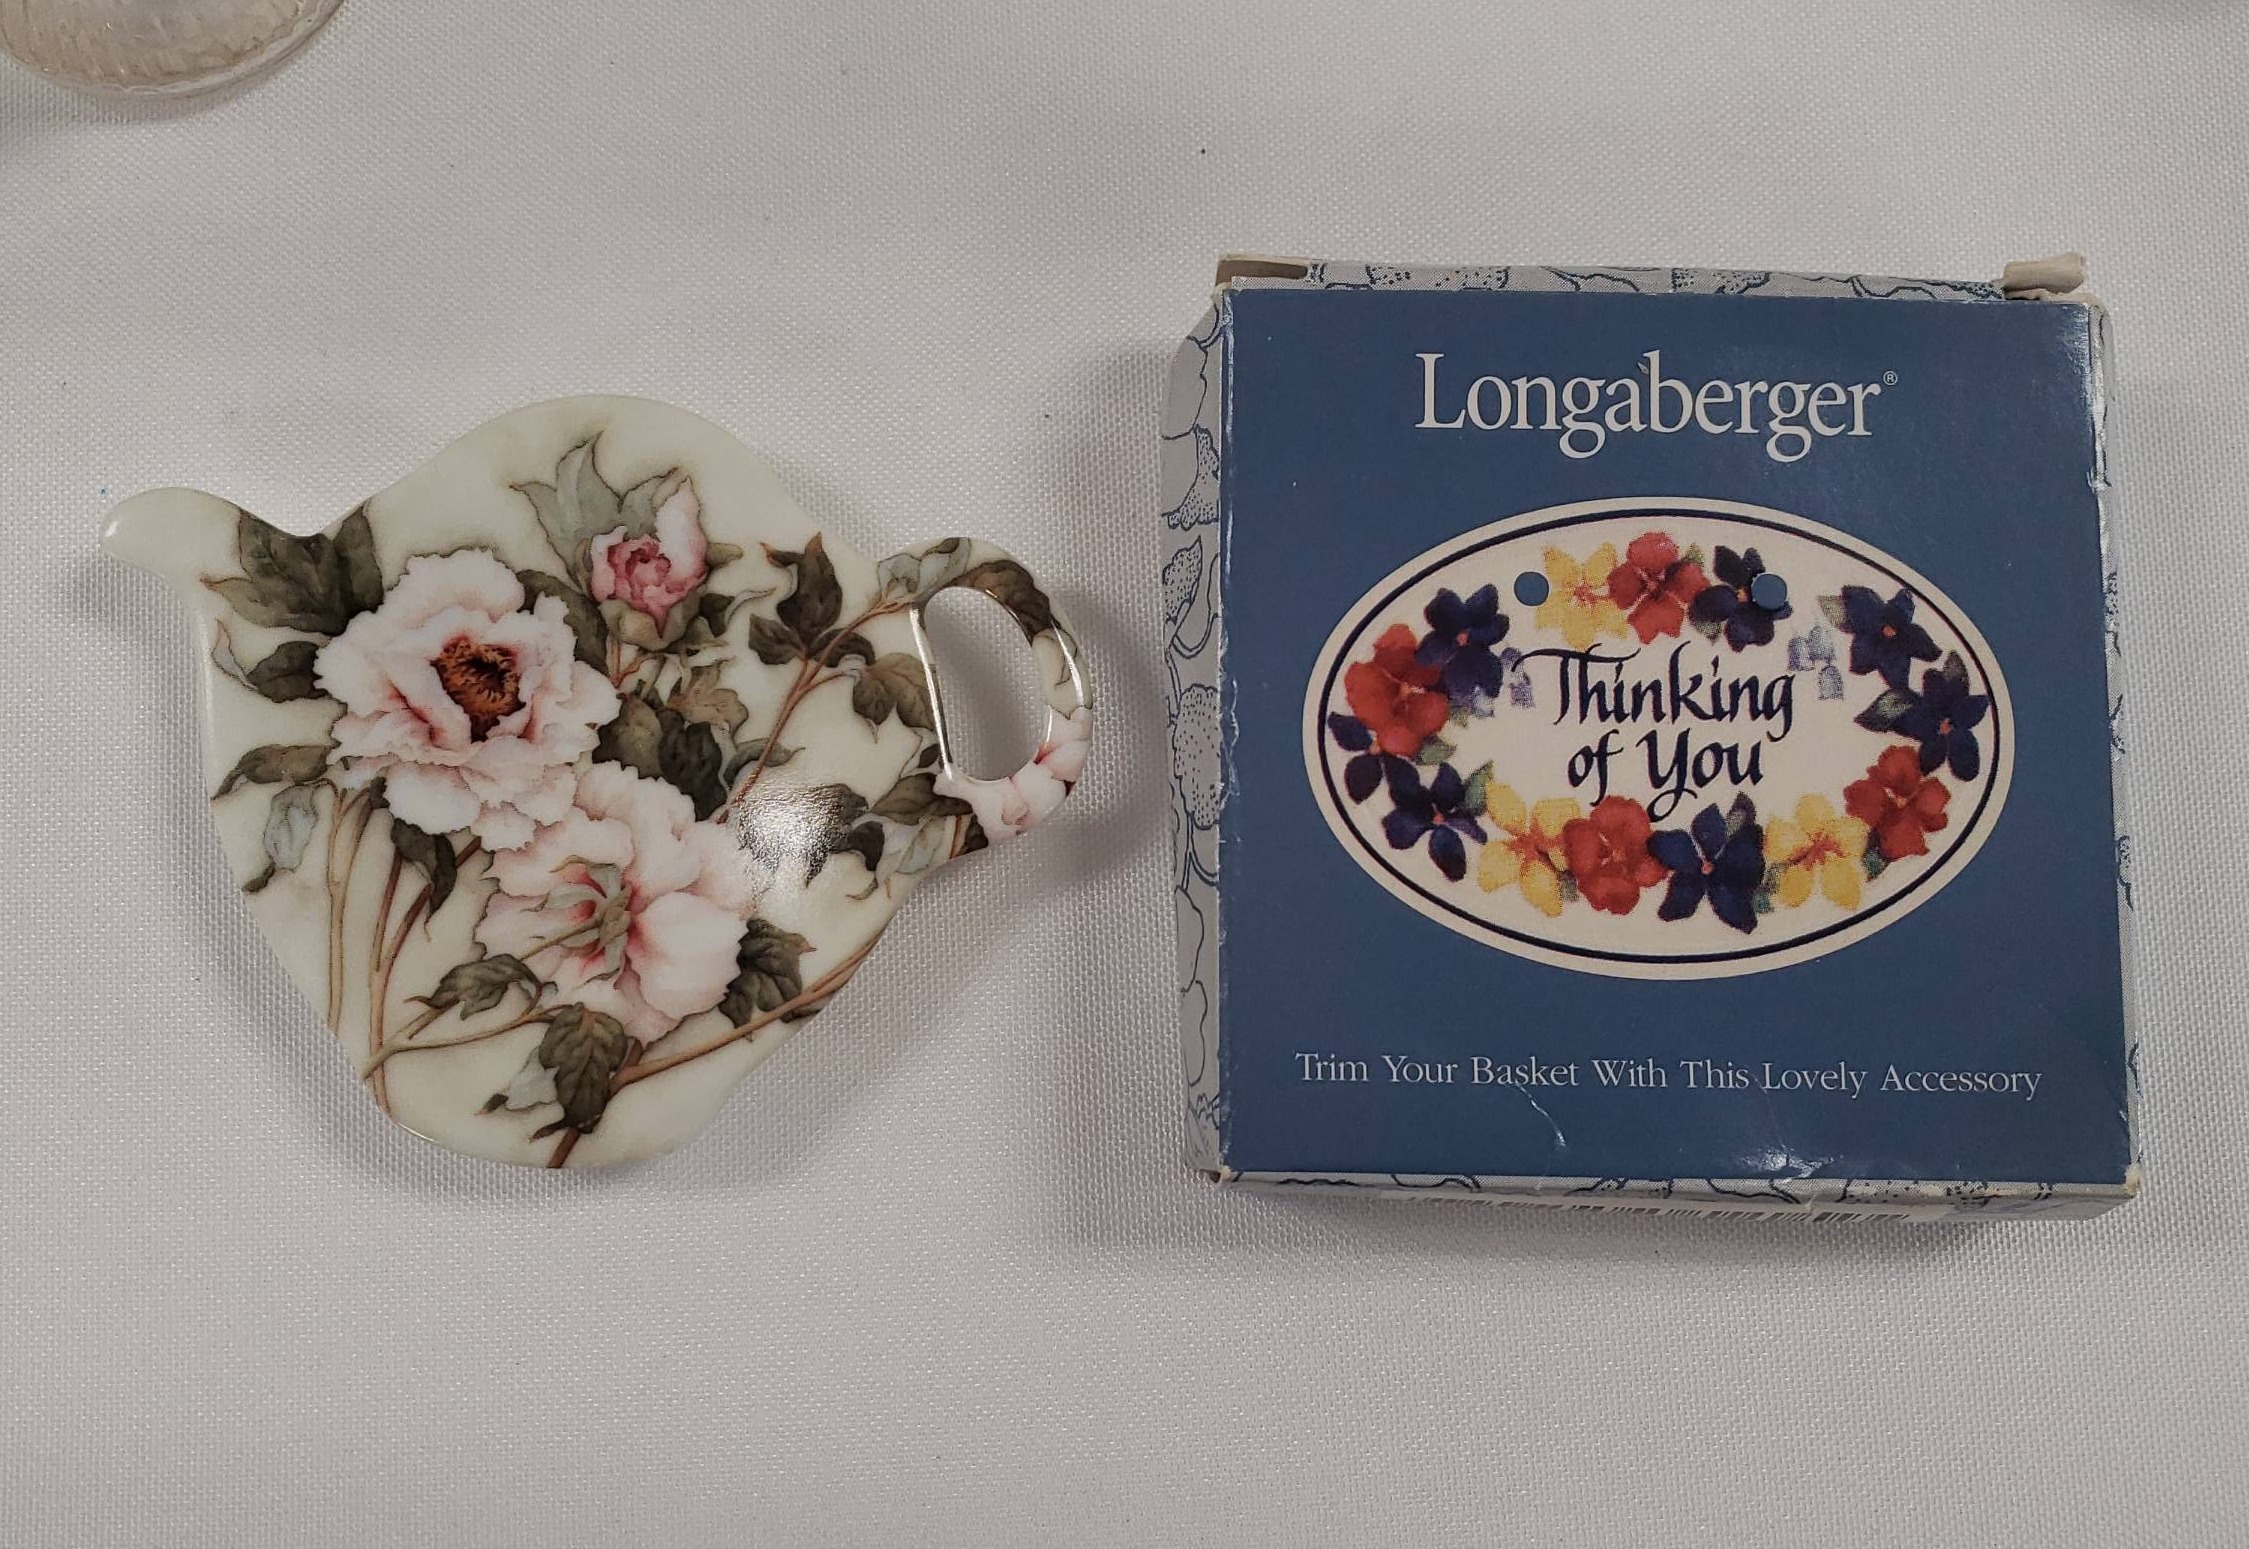 Longaberger®
Thinking
of You
Trim Your Basket With This Lovely Accessory